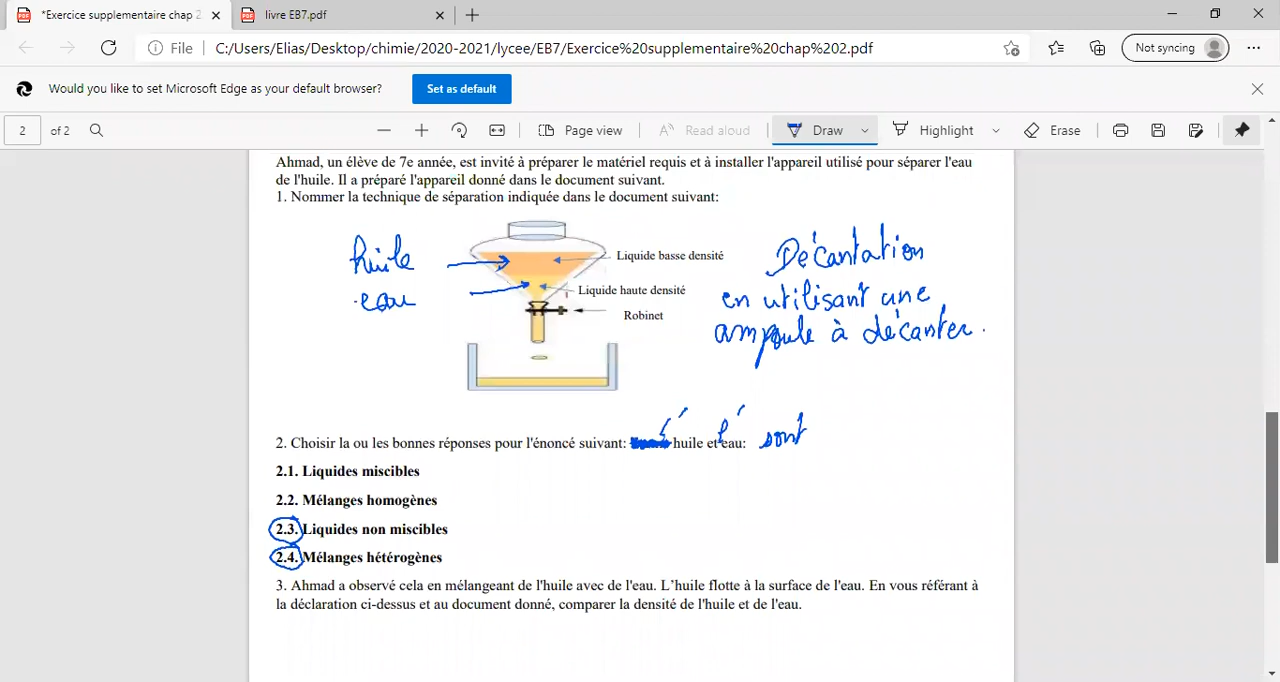 *Exercice supplementaire chap 2
livre EB7.pdf
File
C:/Users/Elias/Desktop/chimie/2020-2021/lycee/EB7/Exercice%20supplementaire%20chap%202.pdf
Not syncing
Would you like to set Microsoft Edge as your default browser?
Set as default
2 of 2
Page view
Read aloud
Draw
Highlight
Erase
Ahmad, un élève de 7e année, est invité à préparer le matériel requis et à installer l'appareil utilisé pour séparer l'eau
de l'huile. Il a préparé l'appareil donné dans le document suivant.
1. Nommer la technique de séparation indiquée dans le document suivant:
huile
eau
Liquide basse densité
Liquide haute densité
Robinet
Décantation
en utilisant une
ampoule à décanter.
2. Choisir la ou les bonnes réponses pour l'énoncé suivant: l'huile et l'eau: sont
2.1. Liquides miscibles
2.2. Mélanges homogènes
2.3. Liquides non miscibles
2.4. Mélanges hétérogènes
3. Ahmad a observé cela en mélangeant de l'huile avec de l'eau. L'huile flotte à la surface de l'eau. En vous référant à
la déclaration ci-dessus et au document donné, comparer la densité de l'huile et de l'eau.